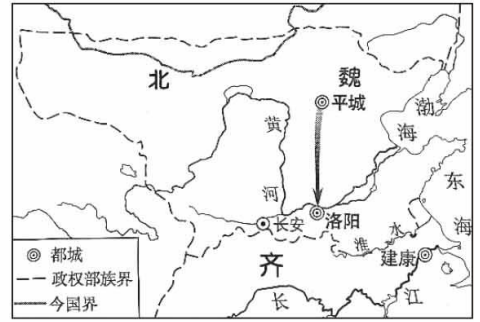 北 魏
平城
渤
海
黄
河
东
海
长安
洛阳
淮 水
齐
建康
长 江
都城
政权部族界
今国界